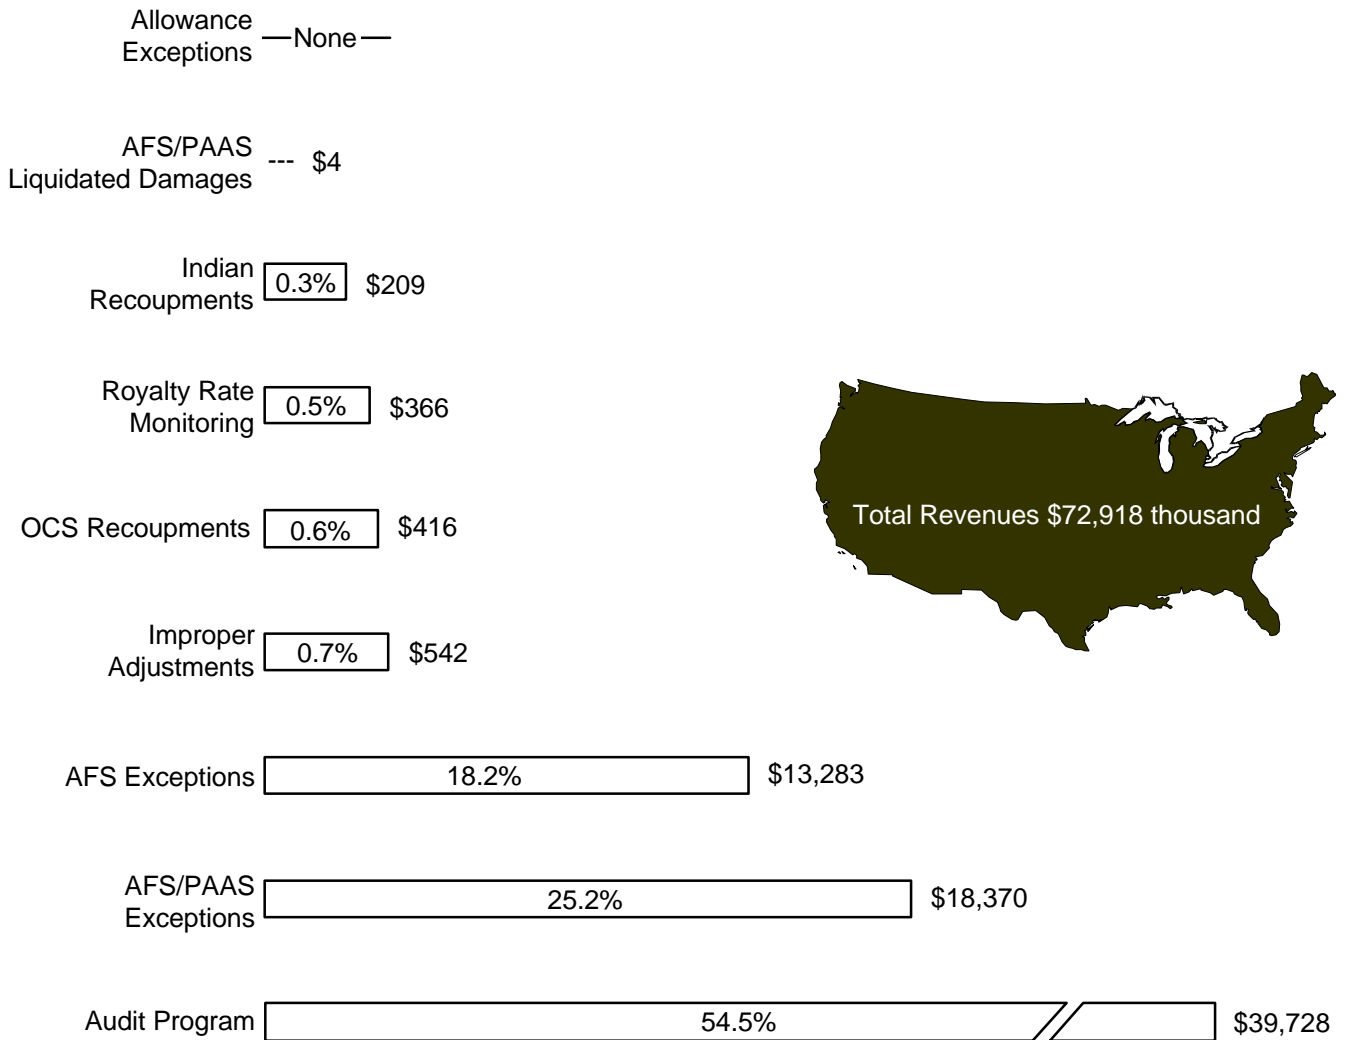 Allowance
Exceptions
None
AFS/PAAS
Liquidated Damages
--- $4
Indian
Recoupments
0.3% $209
Royalty Rate
Monitoring
0.5% $366
OCS Recoupments 0.6% $416
Total Revenues $72,918 thousand
Improper
Adjustments
0.7% $542
AFS Exceptions 18.2% $13,283
AFS/PAAS
Exceptions
25.2% $18,370
Audit Program 54.5% $39,728